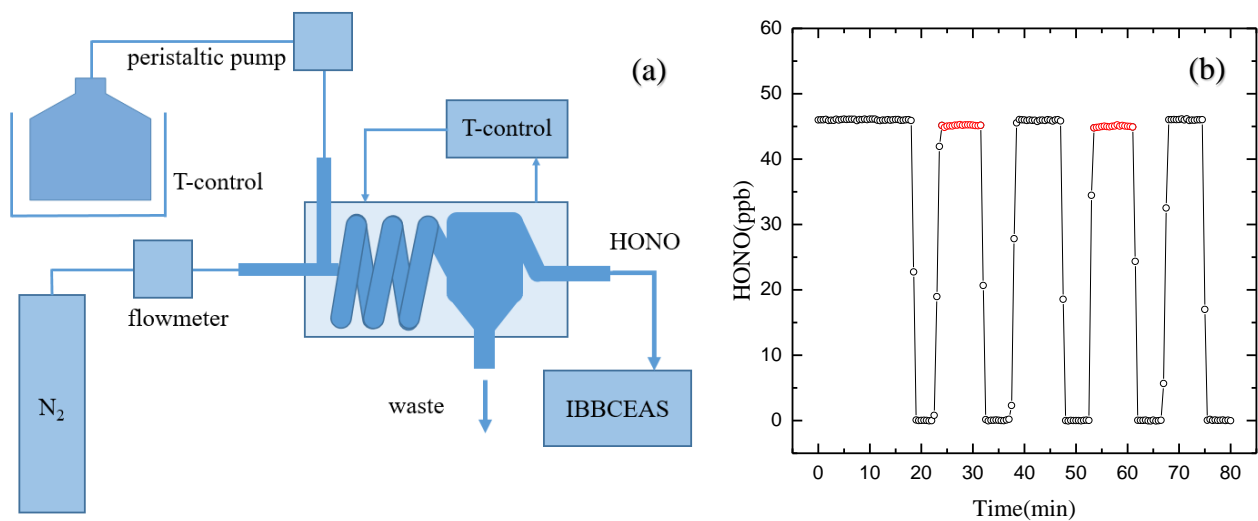 peristaltic pump
(a)
T-control
T-control
HONO
flowmeter
N2
waste
IBBCEAS
(b)
HONO(ppb)
60
50
40
30
20
10
0
0 10 20 30 40 50 60 70 80
Time(min)